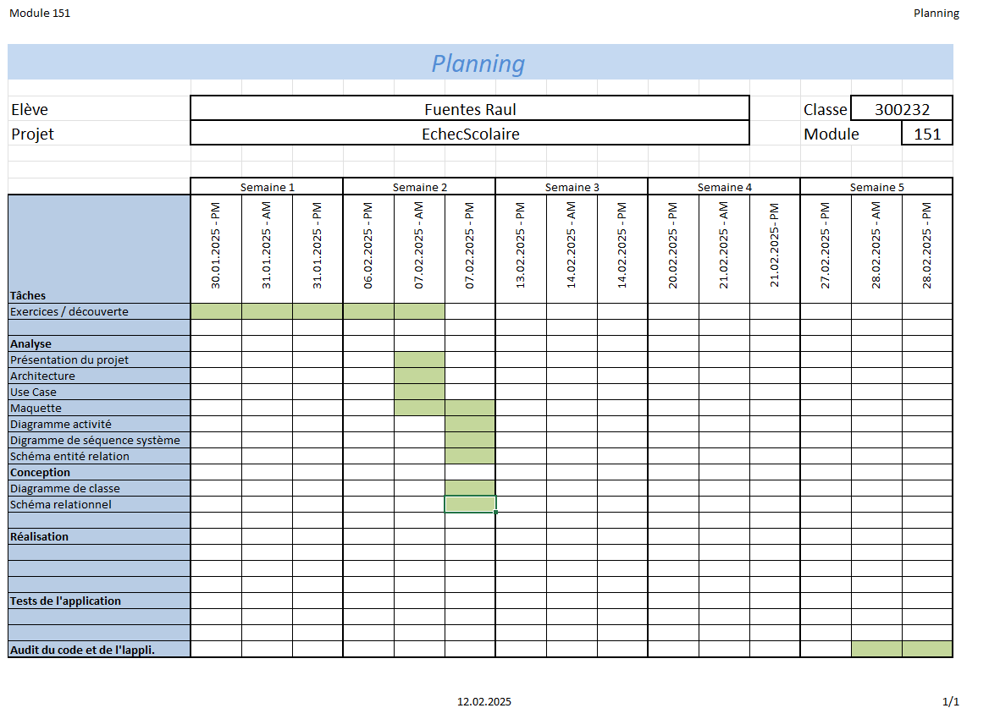 Module 151 Planning
Planning
Elève Fuentes Raul Classe 300232
Projet EchecScolaire Module 151
Semaine 1 Semaine 2 Semaine 3 Semaine 4 Semaine 5
Tâches 30.01.2025 - PM 31.01.2025 - AM 31.01.2025 - PM 06.02.2025 - PM 07.02.2025 - AM 07.02.2025 - PM 13.02.2025 - PM 14.02.2025 - AM 14.02.2025 - PM 20.02.2025 - PM 21.02.2025 - AM 21.02.2025- PM 27.02.2025 - PM 28.02.2025 - AM 28.02.2025 - PM
Exercices / découverte
Analyse
Présentation du projet
Architecture
Use Case
Maquette
Diagramme activité
Digramme de séquence système
Schéma entité relation
Conception
Diagramme de classe
Schéma relationnel
Réalisation
Tests de l'application
Audit du code et de l'lappli.
12.02.2025 1/1